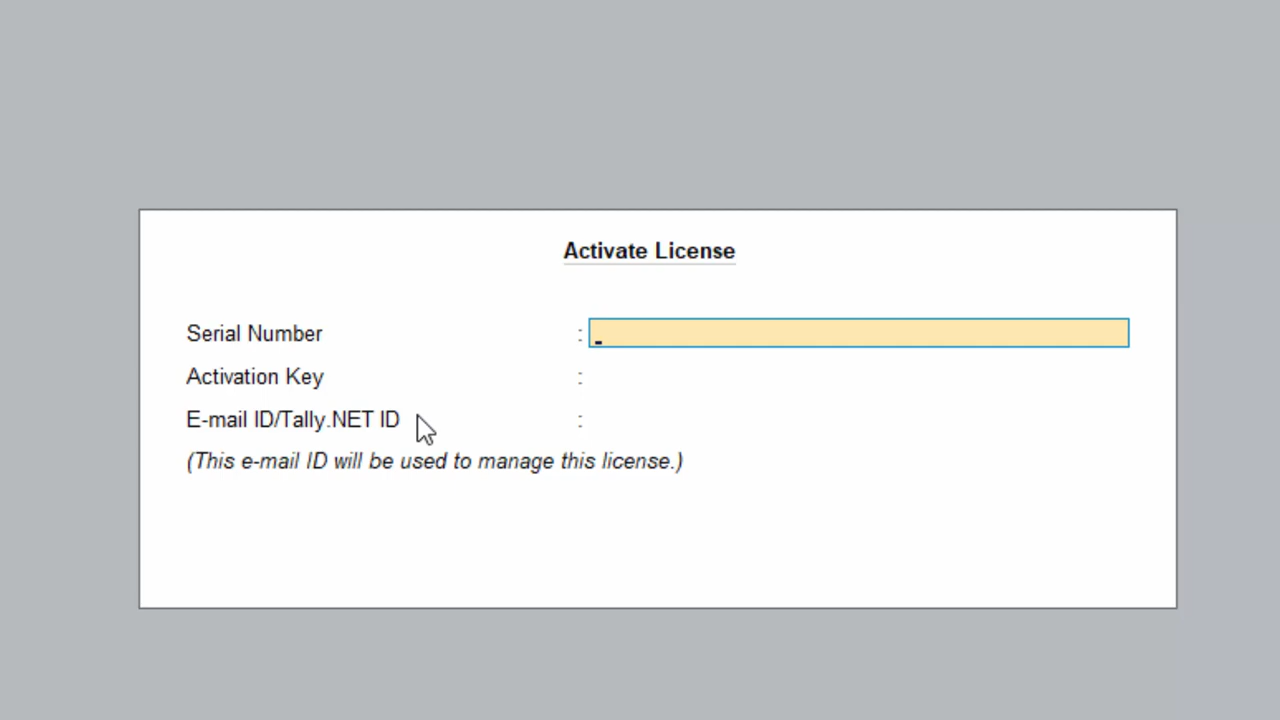 Activate License
Serial Number :
Activation Key :
E-mail ID/Tally.NET ID :
(This e-mail ID will be used to manage this license.)